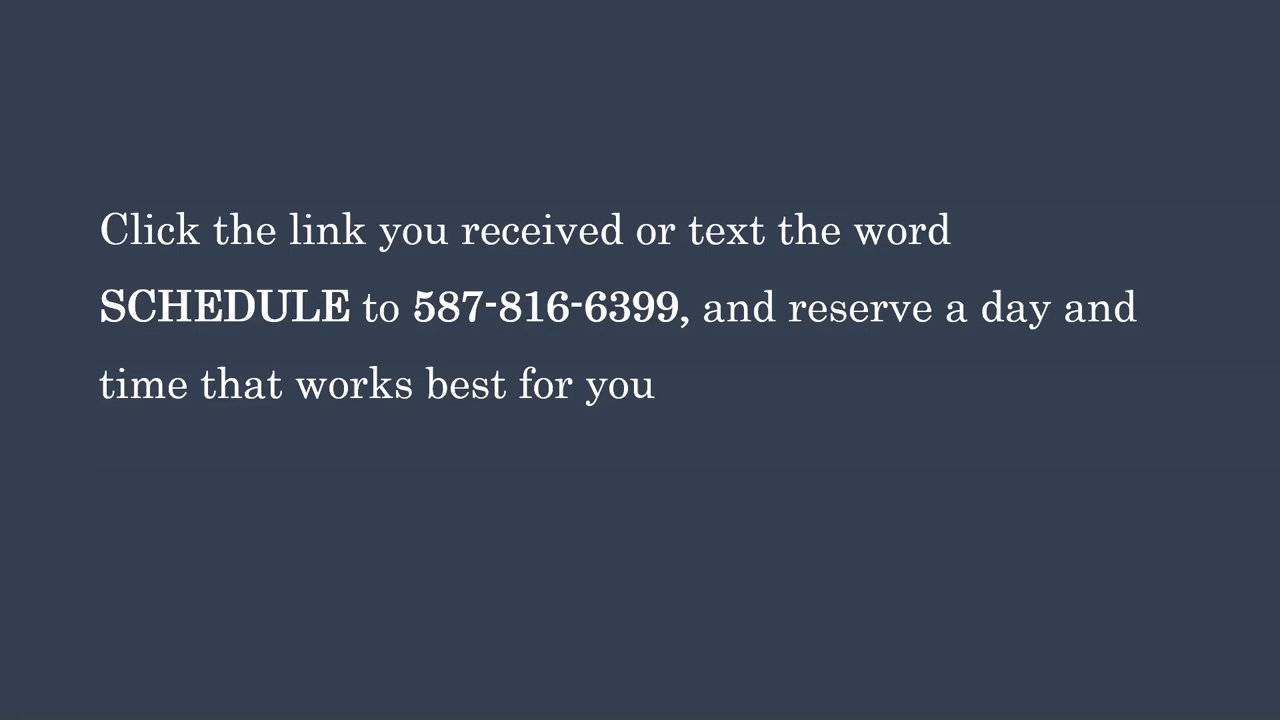 Click the link you received or text the word
SCHEDULE to 587-816-6399, and reserve a day and
time that works best for you